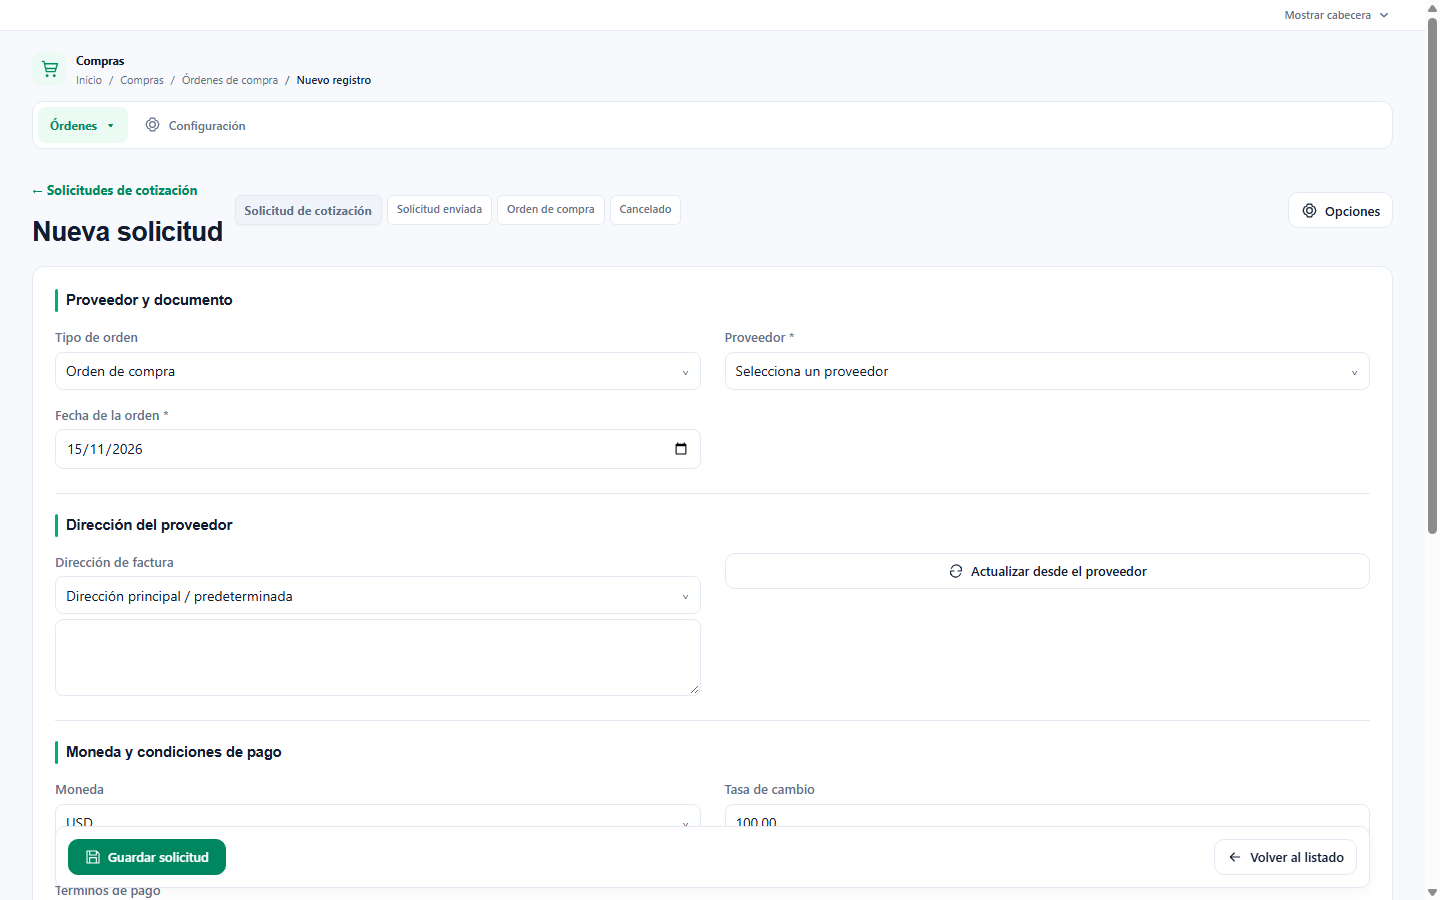 Mostrar cabecera
Compras
Inicio / Compras / Órdenes de compra / Nuevo registro
Órdenes
Configuración
← Solicitudes de cotización
Nueva solicitud
Solicitud de cotización
Solicitud enviada
Orden de compra
Cancelado
Opciones
Proveedor y documento
Tipo de orden
Proveedor *
Orden de compra
Selecciona un proveedor
Fecha de la orden *
15/11/2026
Dirección del proveedor
Dirección de factura
Actualizar desde el proveedor
Dirección principal / predeterminada
Moneda y condiciones de pago
Moneda
Tasa de cambio
USD
100.00
Guardar solicitud
Volver al listado
Términos de pago